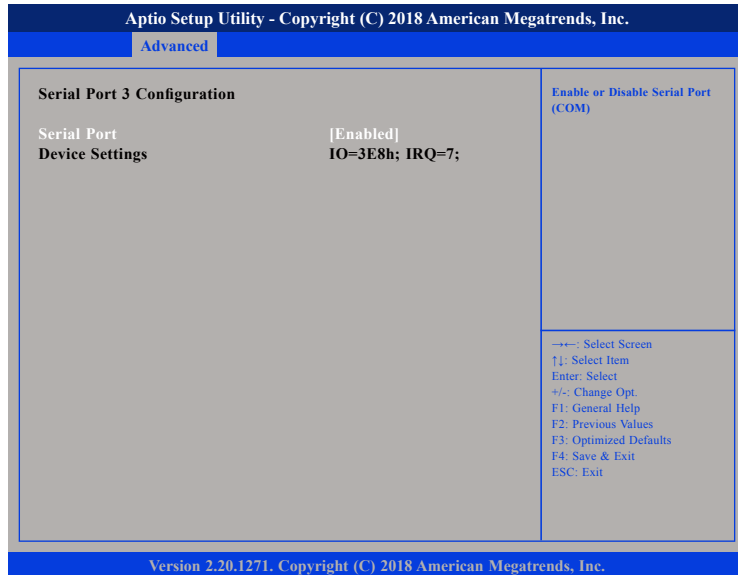 Aptio Setup Utility - Copyright (C) 2018 American Megatrends, Inc.
Advanced
Serial Port 3 Configuration
Serial Port [Enabled]
Device Settings IO=3E8h; IRQ=7;
Enable or Disable Serial Port
(COM)
→←: Select Screen
↑↓: Select Item
Enter: Select
+/-: Change Opt.
F1: General Help
F2: Previous Values
F3: Optimized Defaults
F4: Save & Exit
ESC: Exit
Version 2.20.1271. Copyright (C) 2018 American Megatrends, Inc.